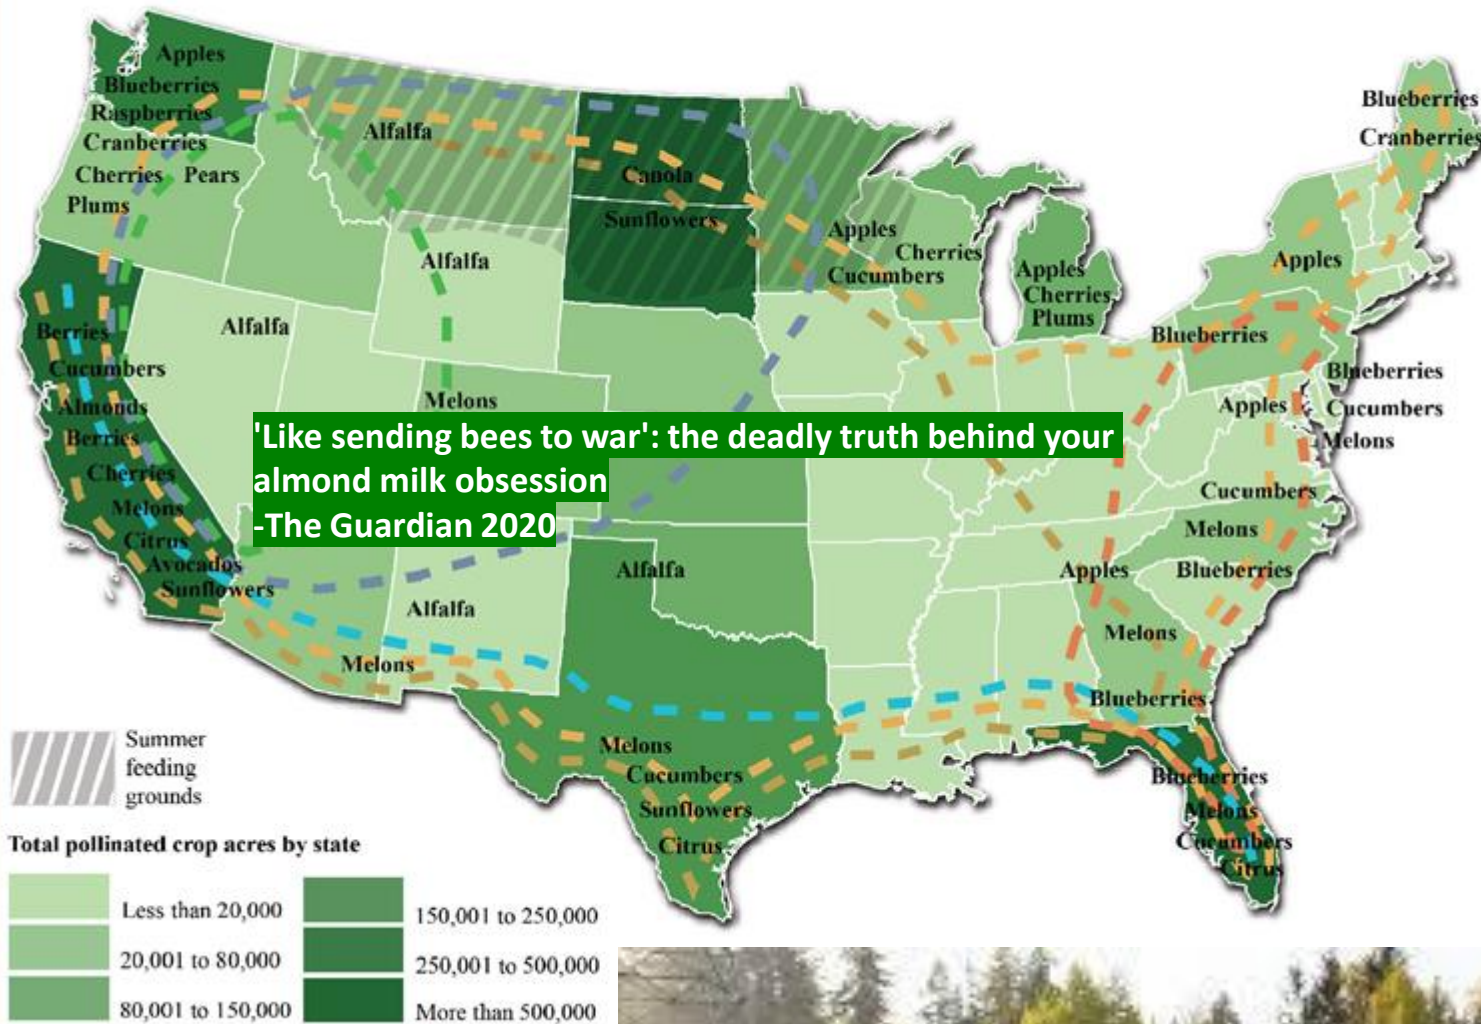 Apples
Blueberries
Raspberries
Cranberries
Cherries Pears
Plums
Alfalfa
Canola
Sunflowers
Alfalfa
Alfalfa
Melons
Apples
Cherries
Cucumbers
Apples
Cherries
Plums
Blueberries
Cranberries
Apples
Blueberries
Blueberries
Apples
Cucumbers
Melons
Berries
Cucumbers
Almonds
Berries
Cherries
Melons
Citrus
Avocados
Sunflowers
'Like sending bees to war': the deadly truth behind your
almond milk obsession
-The Guardian 2020
Cucumbers
Melons
Apples
Blueberries
Melons
Blueberries
Alfalfa
Alfalfa
Melons
Melons
Cucumbers
Sunflowers
Citrus
Blueberries
Melons
Cucumbers
Citrus
Summer
feeding
grounds
Total pollinated crop acres by state
Less than 20,000
20,001 to 80,000
80,001 to 150,000
150,001 to 250,000
250,001 to 500,000
More than 500,000